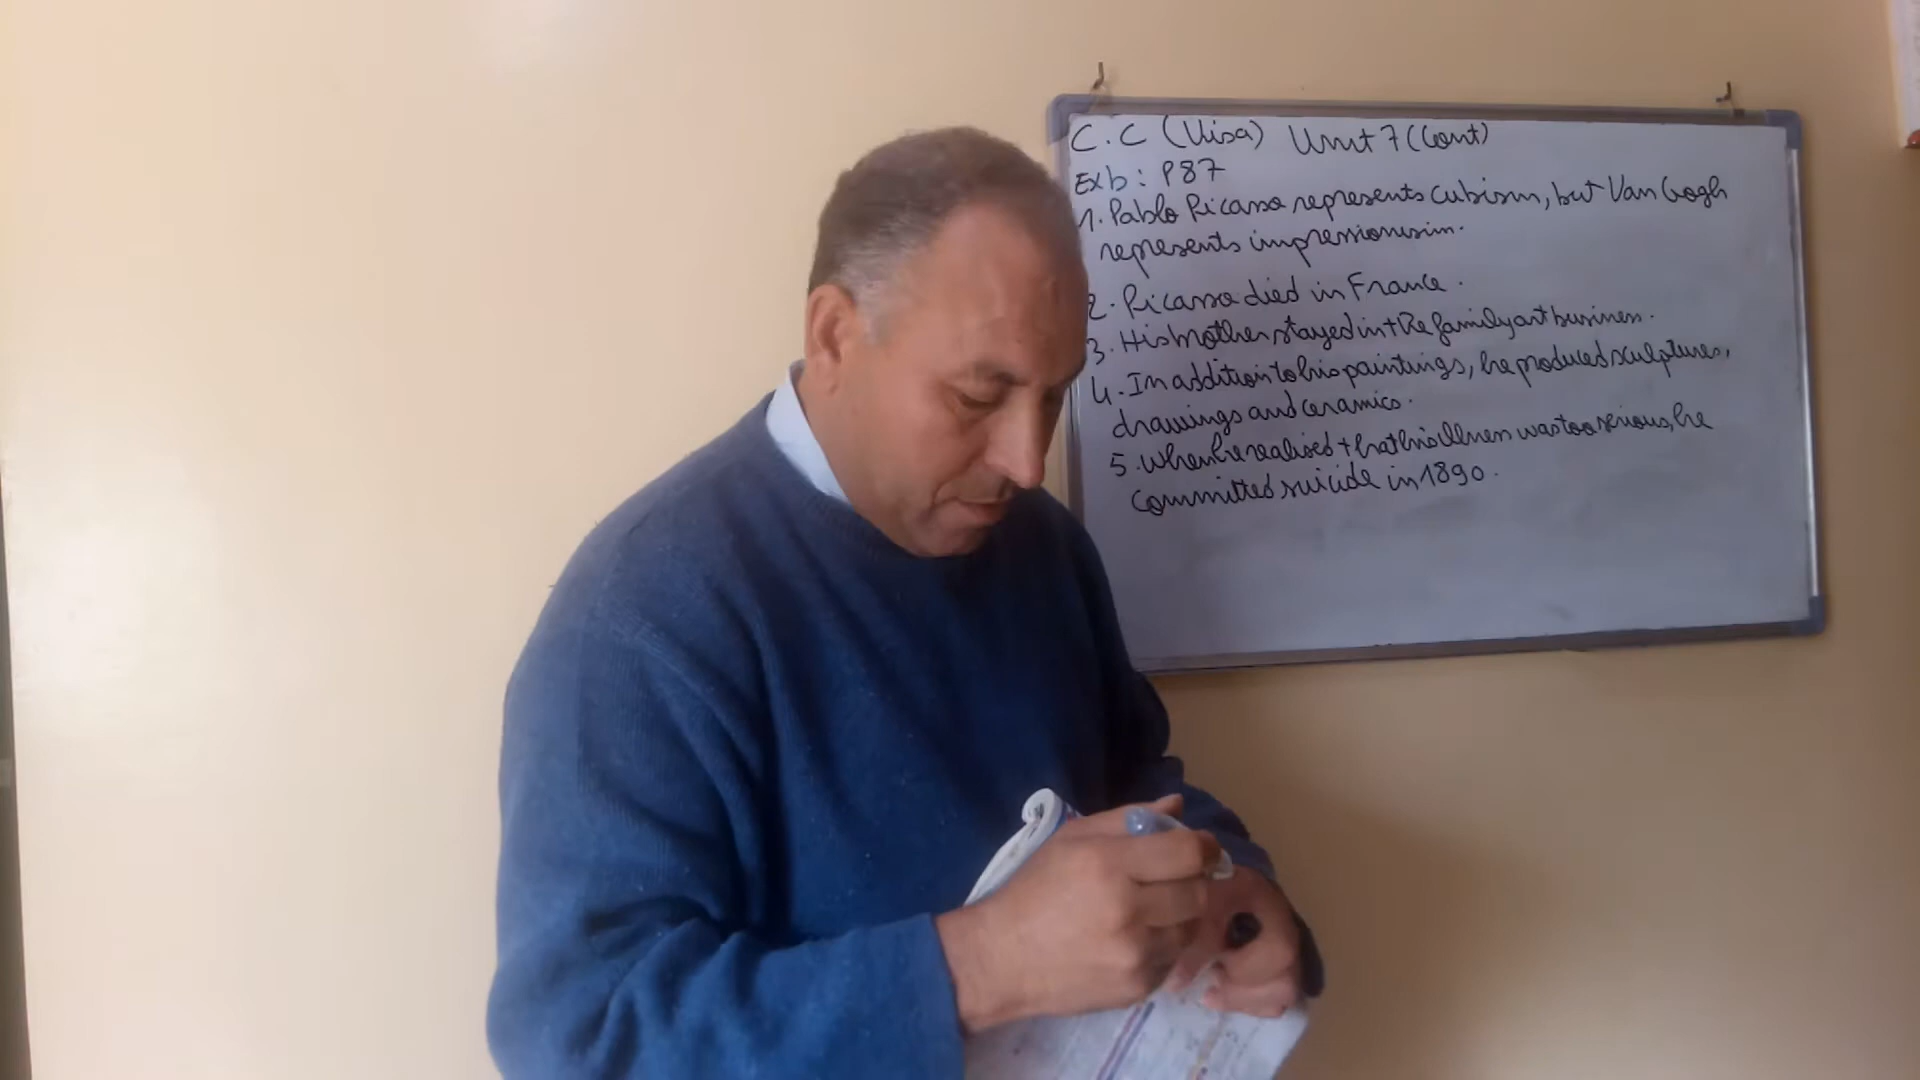 C.C (Visa) Unit 7 (Cont)
Ex b : P87
1. Pablo Picasso represents cubism, but Van Gogh
represents impressionisim.
2. Picasso died in France.
3. His brother stayed in the family art business.
4. In addition to his paintings, he produced sculptures,
drawings and ceramics.
5. When he realised that his illness was too serious, he
committed suicide in 1890.